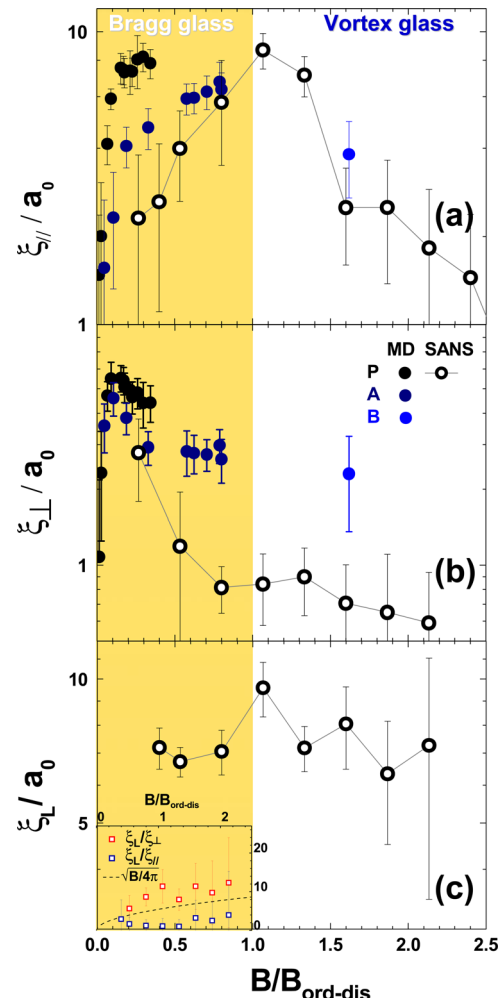 Bragg glass Vortex glass
10
ξ// / a0
(a)
1
MD SANS
P
A
B
ξ⊥ / a0
1
(b)
10
ξL / a0
5
0 1 2
B/Bord-dis
ξL/ξ⊥
ξL/ξ//
√B/4π
20
10
0
(c)
0.0 0.5 1.0 1.5 2.0 2.5
B/Bord-dis